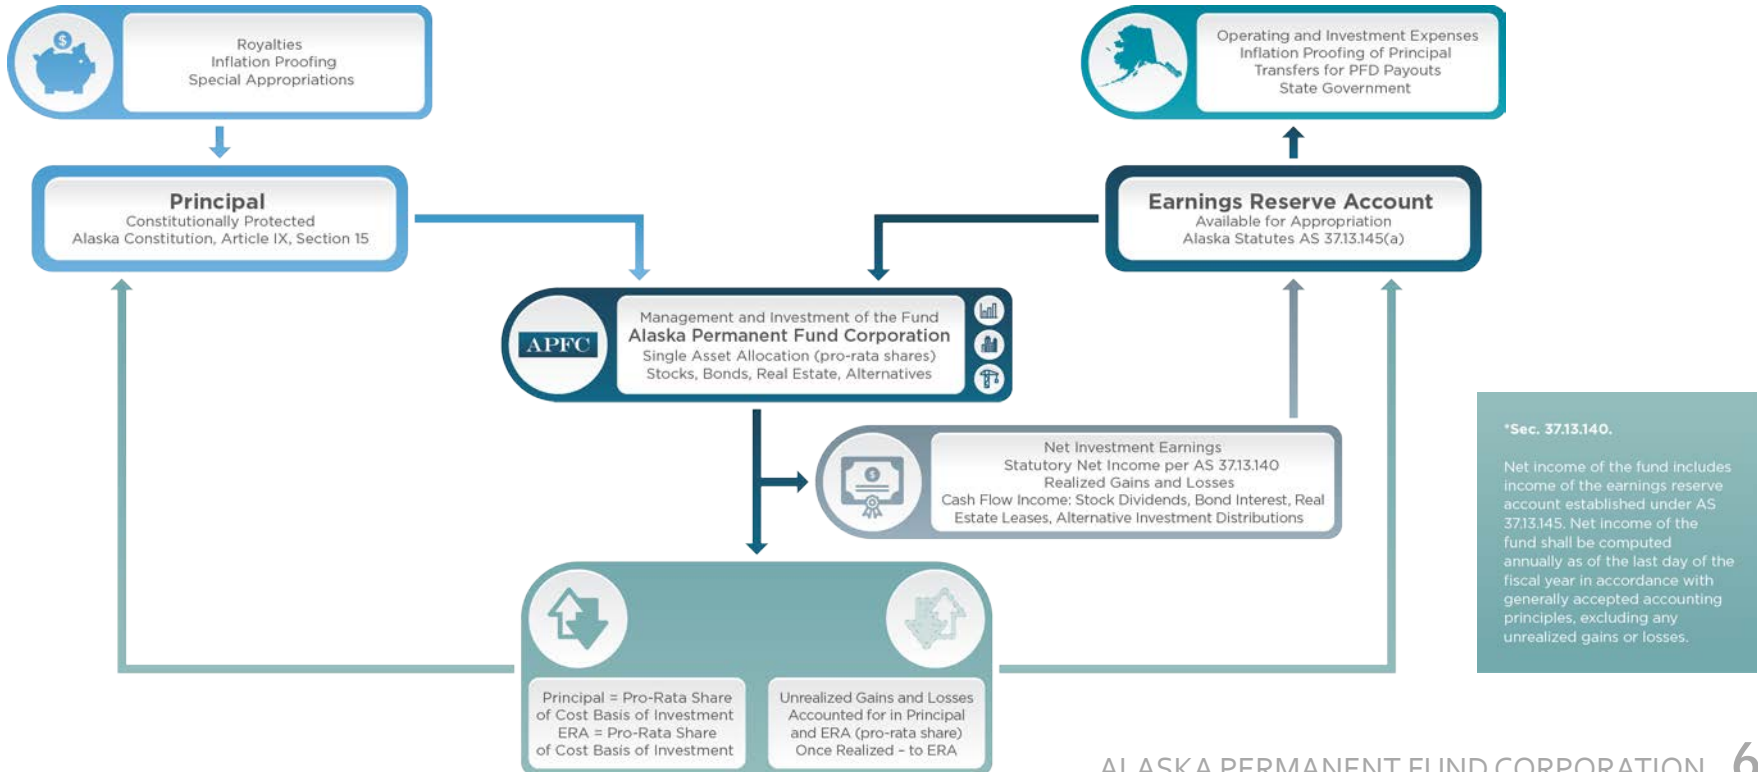 $
Royalties
Inflation Proofing
Special Appropriations
Operating and Investment Expenses
Inflation Proofing of Principal
Transfers for PFD Payouts
State Government
Principal
Constitutionally Protected
Alaska Constitution, Article IX, Section 15
Earnings Reserve Account
Available for Appropriation
Alaska Statutes AS 37.13.145(a)
APFC
Management and Investment of the Fund
Alaska Permanent Fund Corporation
Single Asset Allocation (pro-rata shares)
Stocks, Bonds, Real Estate, Alternatives
$
Net Investment Earnings
Statutory Net Income per AS 37.13.140
Realized Gains and Losses
Cash Flow Income: Stock Dividends, Bond Interest, Real
Estate Leases, Alternative Investment Distributions
Principal = Pro-Rata Share
of Cost Basis of Investment
ERA = Pro-Rata Share
of Cost Basis of Investment
Unrealized Gains and Losses
Accounted for in Principal
and ERA (pro-rata share)
Once Realized – to ERA
*Sec. 37.13.140.
Net income of the fund includes
income of the earnings reserve
account established under AS
37.13.145. Net income of the
fund shall be computed
annually as of the last day of the
fiscal year in accordance with
generally accepted accounting
principles, excluding any
unrealized gains or losses.
ALASKA PERMANENT FUND CORPORATION 6